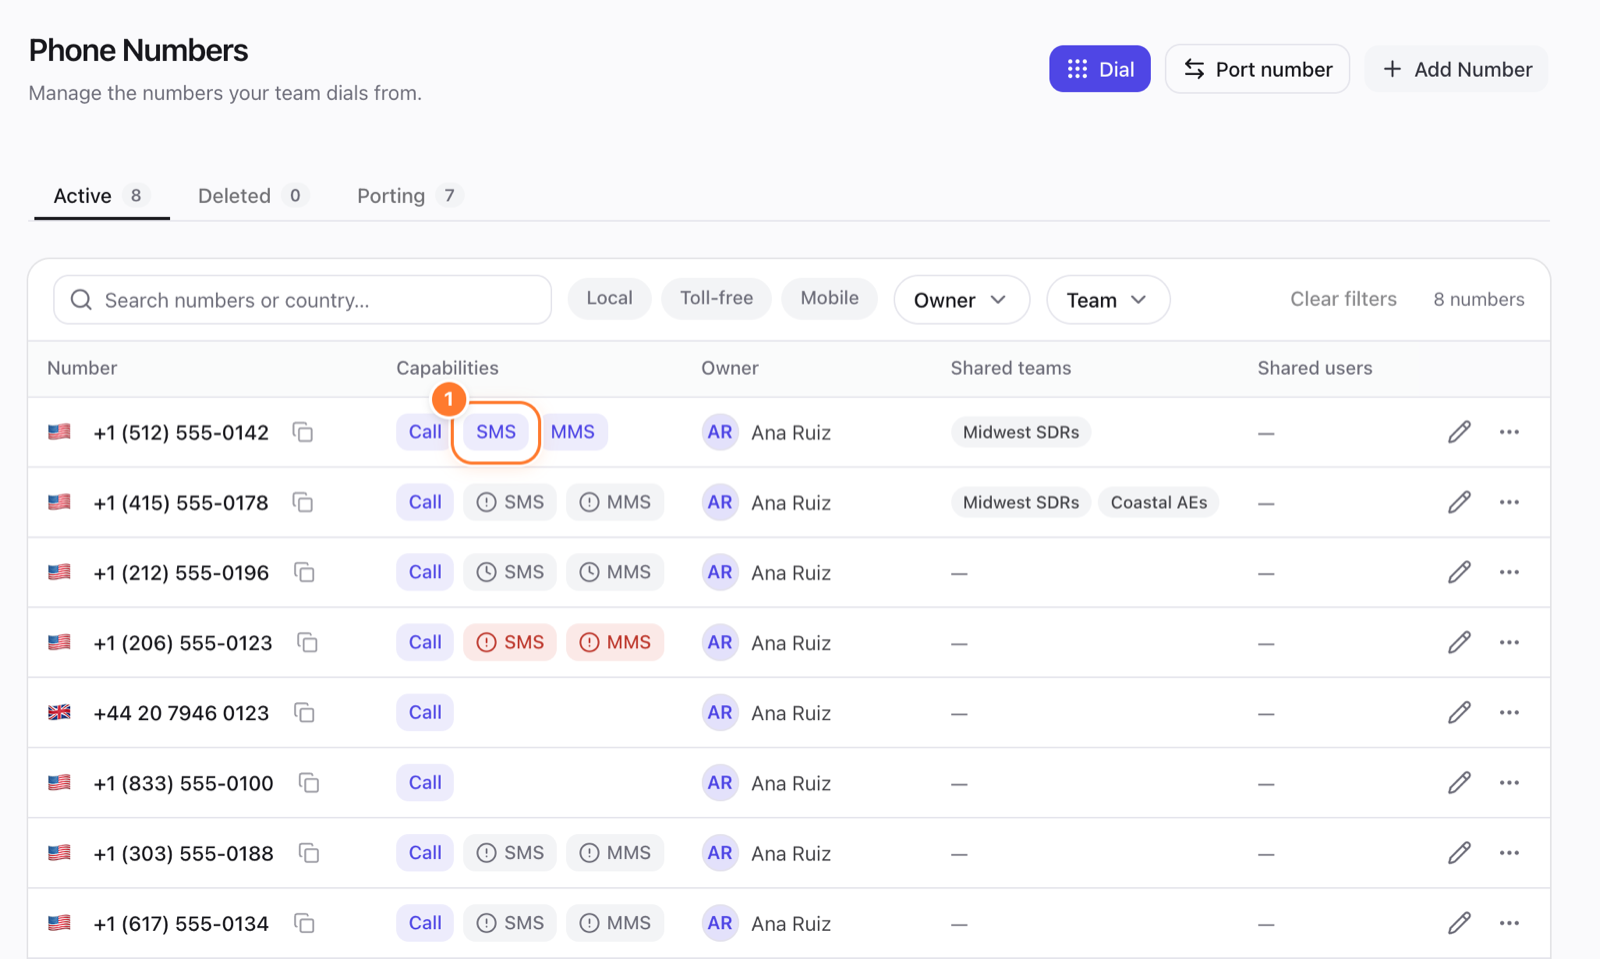 Phone Numbers
Manage the numbers your team dials from.
Dial
Port number
Add Number
Active 8
Deleted 0
Porting 7
Search numbers or country...
Local
Toll-free
Mobile
Owner
Team
Clear filters
8 numbers
Number Capabilities Owner Shared teams Shared users
1
+1 (512) 555-0142 Call SMS MMS AR Ana Ruiz Midwest SDRs —
+1 (415) 555-0178 Call SMS MMS AR Ana Ruiz Midwest SDRs Coastal AEs —
+1 (212) 555-0196 Call SMS MMS AR Ana Ruiz — —
+1 (206) 555-0123 Call SMS MMS AR Ana Ruiz — —
+44 20 7946 0123 Call AR Ana Ruiz — —
+1 (833) 555-0100 Call AR Ana Ruiz — —
+1 (303) 555-0188 Call SMS MMS AR Ana Ruiz — —
+1 (617) 555-0134 Call SMS MMS AR Ana Ruiz — —